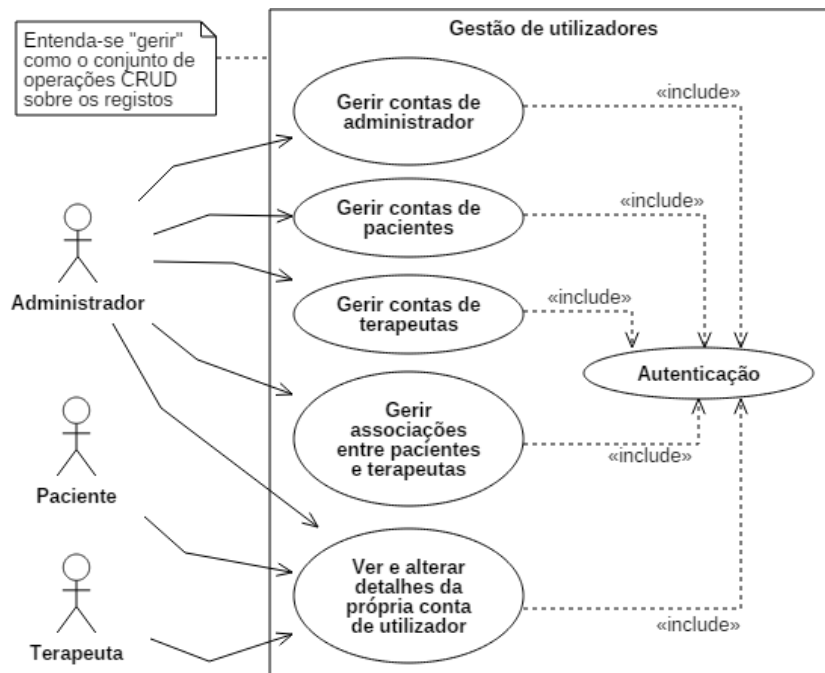 Gestão de utilizadores
Entenda-se "gerir"
como o conjunto de
operações CRUD
sobre os registos
Gerir contas de
administrador
«include»
Gerir contas de
pacientes
«include»
Administrador
Gerir contas de
terapeutas
«include»
Autenticação
Gerir
associações
entre pacientes
e terapeutas
«include»
Paciente
Ver e alterar
detalhes da
própria conta
de utilizador
«include»
Terapeuta